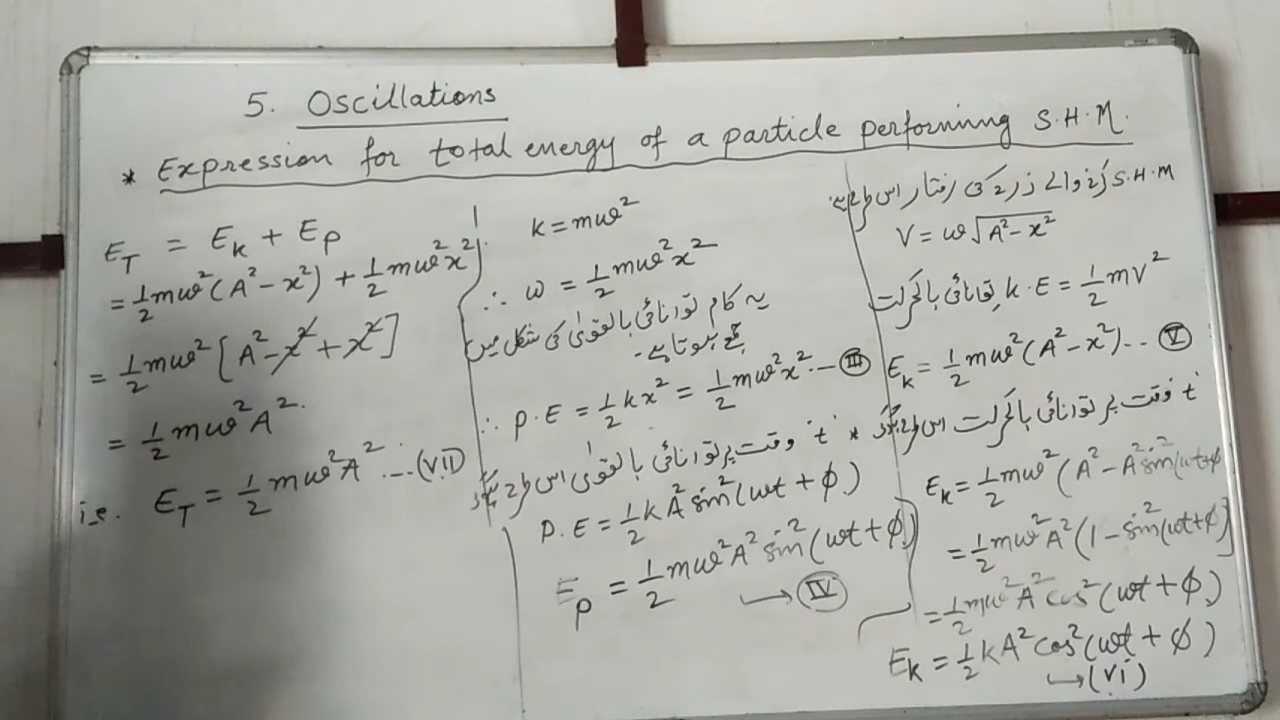 5. Oscillations
* Expression for total energy of a particle performing S.H.M.
E_T = E_K + E_P
= 1/2 mω²(A² - x²) + 1/2 mω²x²
= 1/2 mω² [A² - x² + x²]
= 1/2 mω²A².
i.e. E_T = 1/2 mω²A² ....(VII)
k = mω²
∴ ω = 1/2 mω²x²
یہ کام توانائی بالقویٰ کی شکل میں
جمع ہوتا ہے۔
∴ P.E = 1/2 kx² = 1/2 mω²x² --- (III)
* 't' وقت پر توانائی بالقویٰ اس طرح ہوگی
P.E = 1/2 kA² sin²(ωt + φ)
E_P = 1/2 mω²A² sin²(ωt + φ)
→ (IV)
S.H.M کرنے والے ذرے کی رفتار اس طرح ہے
V = ω√A² - x²
توانائی بالحرکت K.E = 1/2 mV²
E_K = 1/2 mω²(A² - x²) -- (V)
't' وقت پر توانائی بالحرکت اس طرح ہوگی
E_K = 1/2 mω²(A² - A² sin²(ωt + φ)
= 1/2 mω²A²(1 - sin²(ωt + φ)]
= 1/2 mω²A² cos²(ωt + φ)
E_K = 1/2 kA² cos²(ωt + φ)
→ (VI)